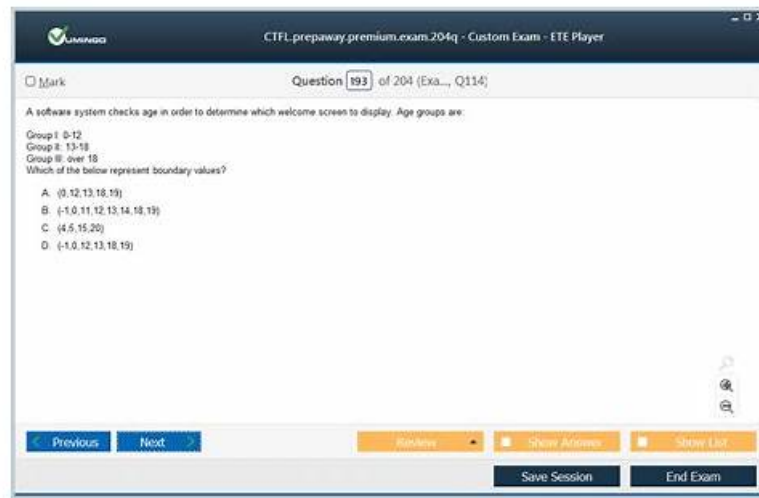 VUMINGO
CTFL.prepaway.premium.exam.204q - Custom Exam - ETE Player
Mark
Question 193 of 204 (Exa..., Q114)
A software system checks age in order to determine which welcome screen to display. Age groups are:
Group I: 0-12
Group II: 13-18
Group III: over 18
Which of the below represent boundary values?
A. (0,12,13,18,19)
B. (-1,0,11,12,13,14,18,19)
C. (4,5,15,20)
D. (-1,0,12,13,18,19)
Previous
Next
Review
Show Answer
Show List
Save Session
End Exam